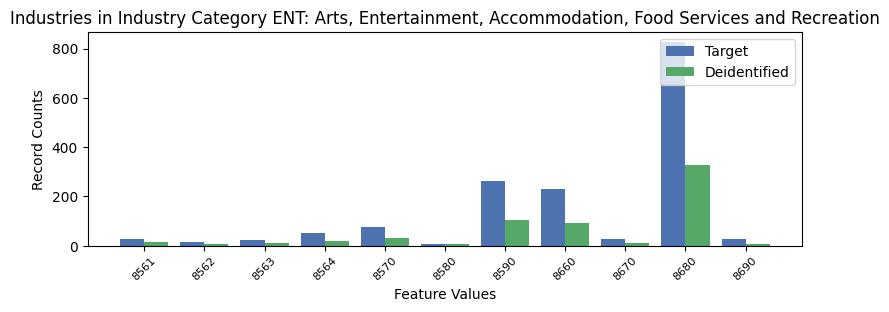 Industries in Industry Category ENT: Arts, Entertainment, Accommodation, Food Services and Recreation
Record Counts
800
600
400
200
0
Target
Deidentified
8561 8562 8563 8564 8570 8580 8590 8660 8670 8680 8690
Feature Values